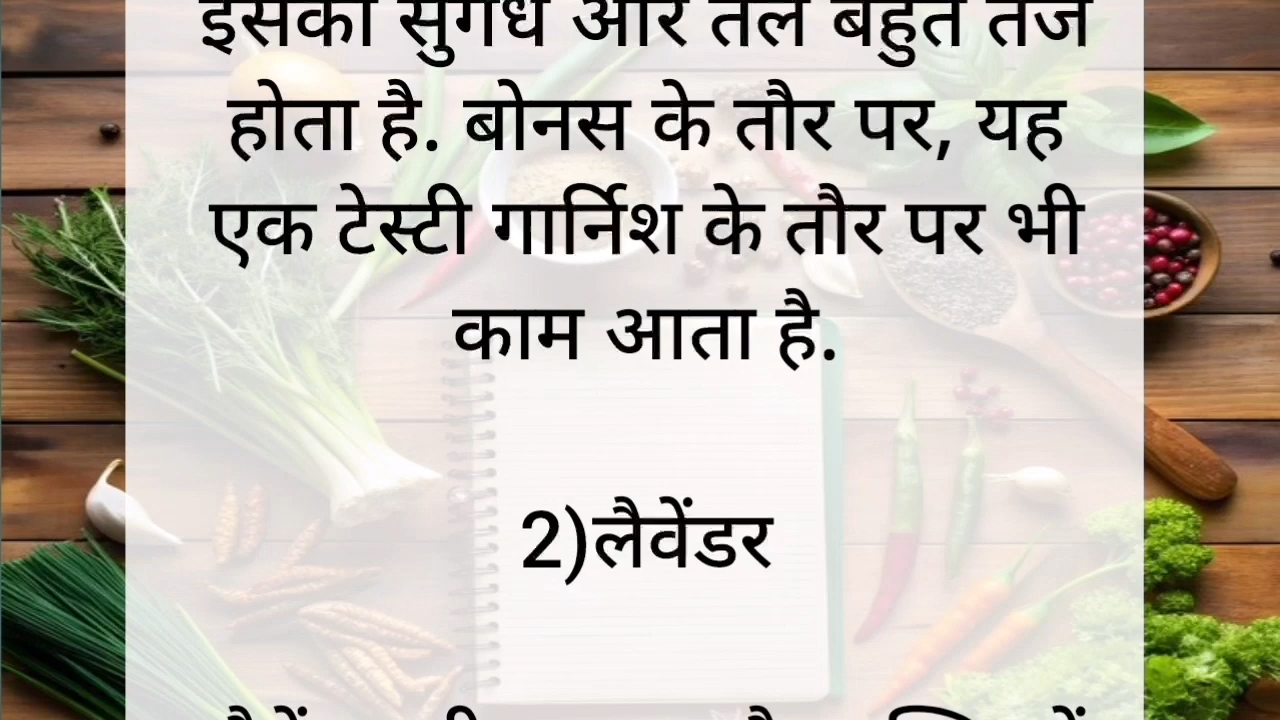 इसकी सुगंध और तेल बहुत तेज
होता है. बोनस के तौर पर, यह
एक टेस्टी गार्निश के तौर पर भी
काम आता है.
2)लैवेंडर